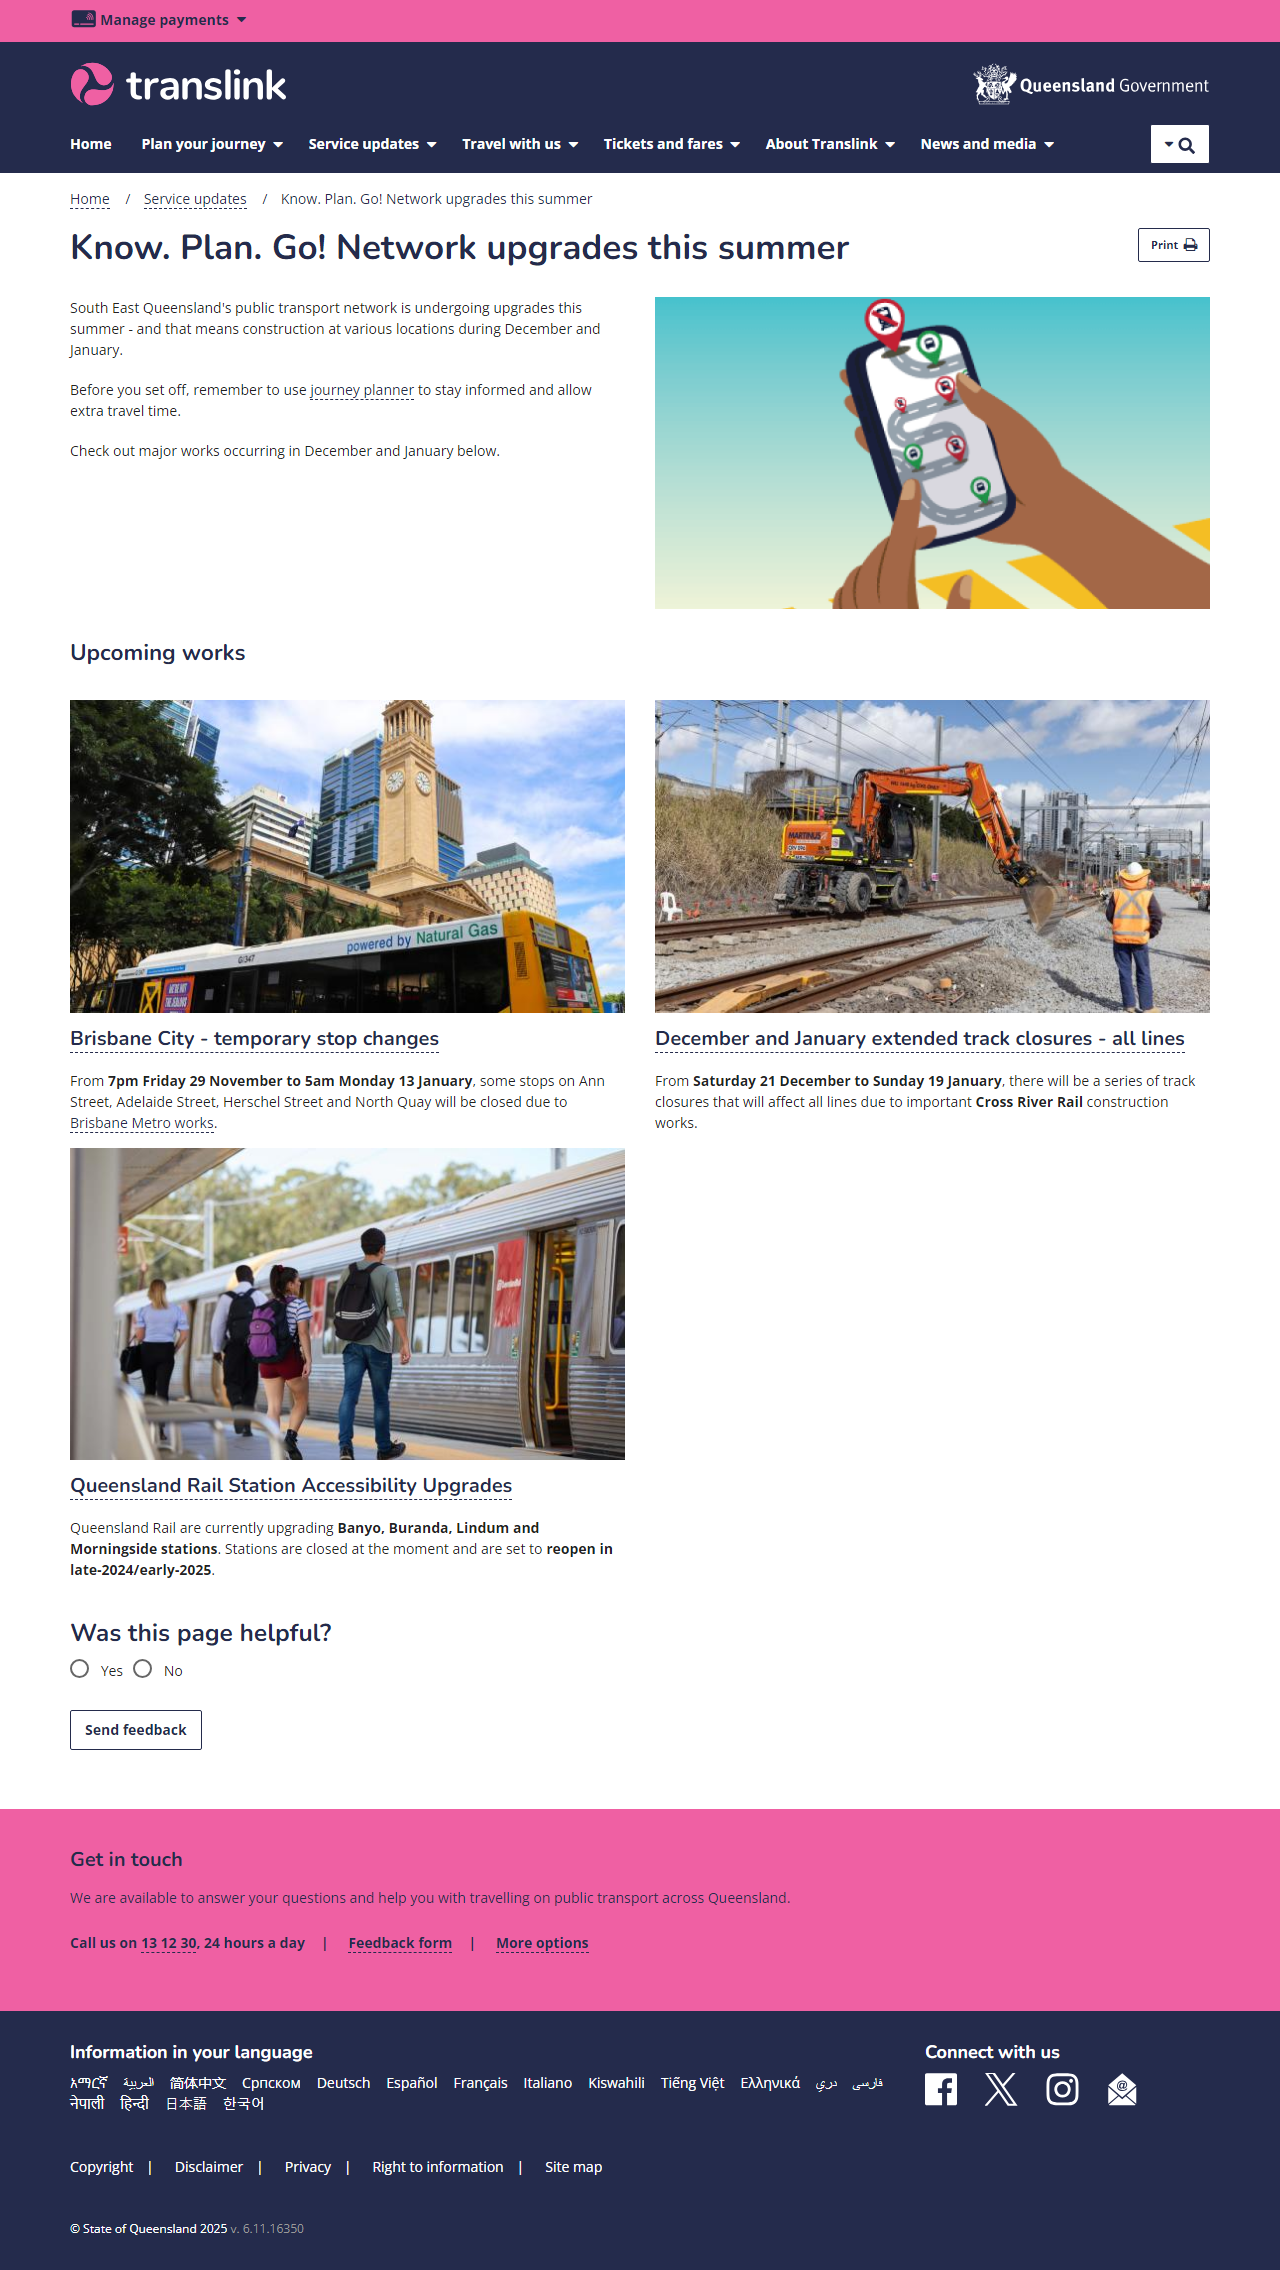 Manage payments
translink
Queensland Government
Home
Plan your journey
Service updates
Travel with us
Tickets and fares
About Translink
News and media
Home / Service updates / Know. Plan. Go! Network upgrades this summer
Know. Plan. Go! Network upgrades this summer
Print
South East Queensland's public transport network is undergoing upgrades this
summer - and that means construction at various locations during December and
January.
Before you set off, remember to use journey planner to stay informed and allow
extra travel time.
Check out major works occurring in December and January below.
Upcoming works
powered by Natural Gas
G1347
MARTINUS
Brisbane City - temporary stop changes
From 7pm Friday 29 November to 5am Monday 13 January, some stops on Ann
Street, Adelaide Street, Herschel Street and North Quay will be closed due to
Brisbane Metro works.
December and January extended track closures - all lines
From Saturday 21 December to Sunday 19 January, there will be a series of track
closures that will affect all lines due to important Cross River Rail construction
works.
2
Queensland Rail Station Accessibility Upgrades
Queensland Rail are currently upgrading Banyo, Buranda, Lindum and
Morningside stations. Stations are closed at the moment and are set to reopen in
late-2024/early-2025.
Was this page helpful?
Yes
No
Send feedback
Get in touch
We are available to answer your questions and help you with travelling on public transport across Queensland.
Call us on 13 12 30, 24 hours a day | Feedback form | More options
Information in your language
አማርኛ العربية 简体中文 Српском Deutsch Español Français Italiano Kiswahili Tiếng Việt Ελληνικά دري فارسی
नेपाली हिन्दी 日本語 한국어
Connect with us
Copyright | Disclaimer | Privacy | Right to information | Site map
© State of Queensland 2025 v. 6.11.16350